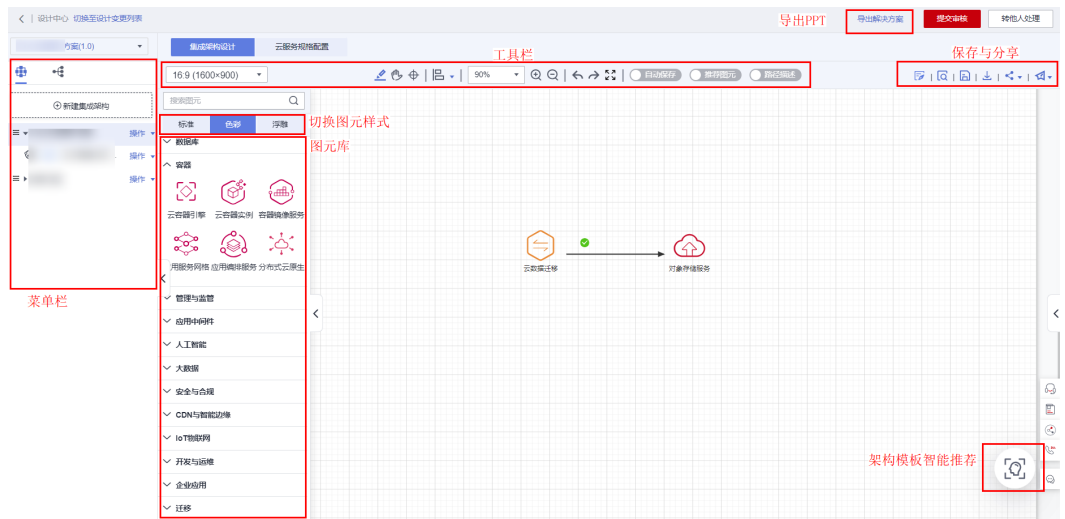 设计中心 切换至设计变更列表
导出PPT
导出解决方案
提交审核
转他人处理
方案(1.0)
集成架构设计
云服务规格配置
工具栏
保存与分享
16:9 (1600×900)
90%
自动保存
推荐图元
路径描述
新建集成架构
搜索图元
标准
色彩
浮雕
切换图元样式
操作
操作
操作
菜单栏
图元库
数据库
容器
云容器引擎
云容器实例
容器镜像服务
用服务网格
应用编排服务
分布式云原生
管理与监管
应用中间件
人工智能
大数据
安全与合规
CDN与智能边缘
IoT物联网
开发与运维
企业应用
迁移
云数据迁移
对象存储服务
架构模板智能推荐